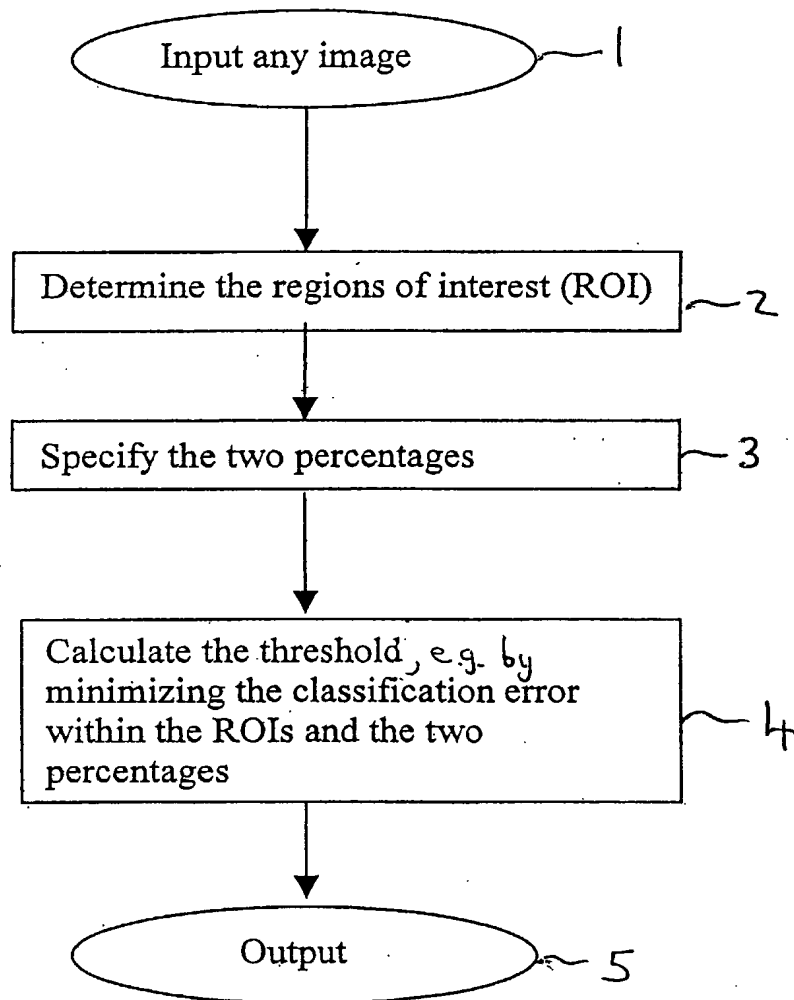 Input any image 1
Determine the regions of interest (ROI) 2
Specify the two percentages 3
Calculate the threshold, e.g. by
minimizing the classification error
within the ROIs and the two 4
percentages
Output 5